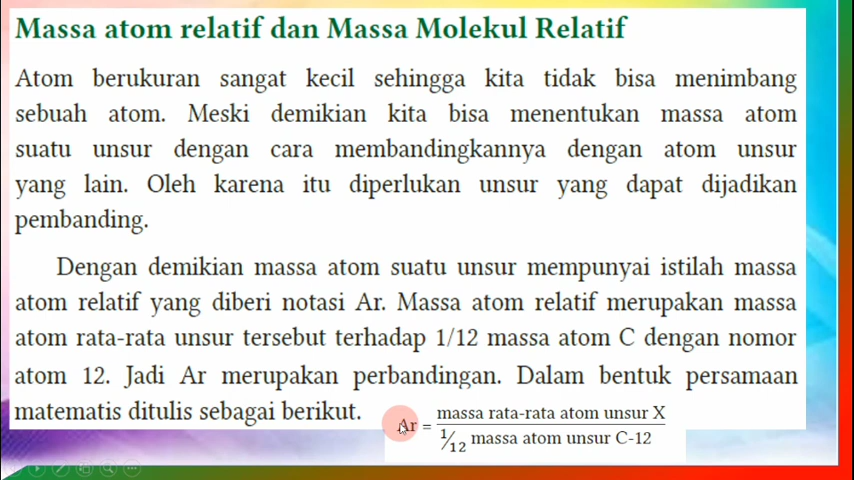 Massa atom relatif dan Massa Molekul Relatif
Atom berukuran sangat kecil sehingga kita tidak bisa menimbang
sebuah atom. Meski demikian kita bisa menentukan massa atom
suatu unsur dengan cara membandingkannya dengan atom unsur
yang lain. Oleh karena itu diperlukan unsur yang dapat dijadikan
pembanding.
Dengan demikian massa atom suatu unsur mempunyai istilah massa
atom relatif yang diberi notasi Ar. Massa atom relatif merupakan massa
atom rata-rata unsur tersebut terhadap 1/12 massa atom C dengan nomor
atom 12. Jadi Ar merupakan perbandingan. Dalam bentuk persamaan
matematis ditulis sebagai berikut.
massa rata-rata atom unsur X
Ar =
1/12 massa atom unsur C-12